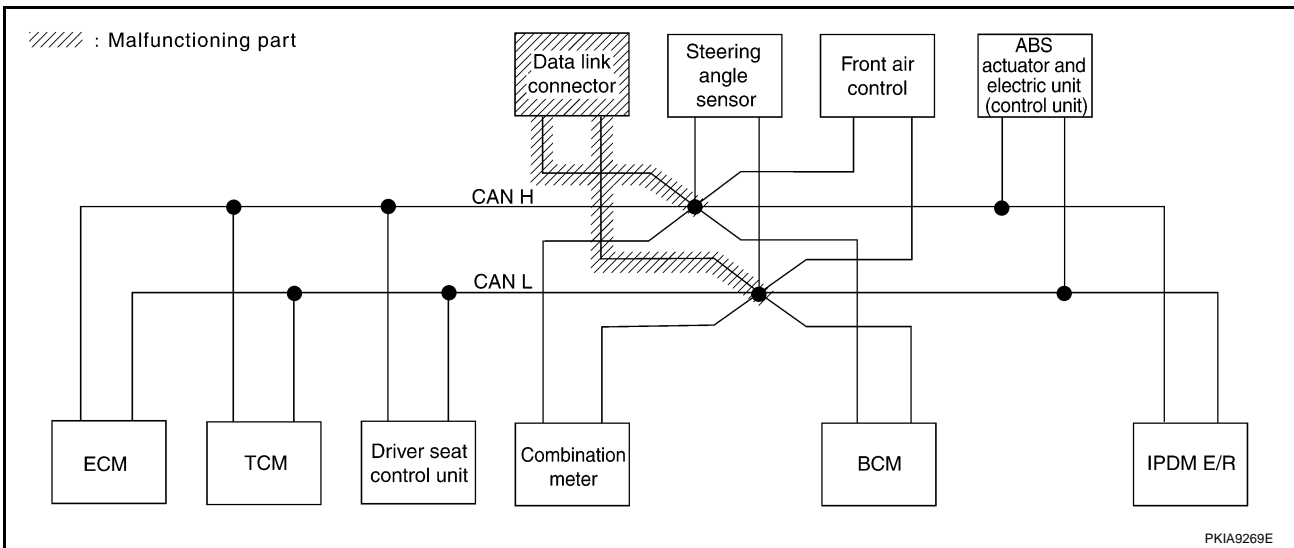 : Malfunctioning part
Data link
connector
Steering
angle
sensor
Front air
control
ABS
actuator and
electric unit
(control unit)
CAN H
CAN L
ECM
TCM
Driver seat
control unit
Combination
meter
BCM
IPDM E/R
PKIA9269E